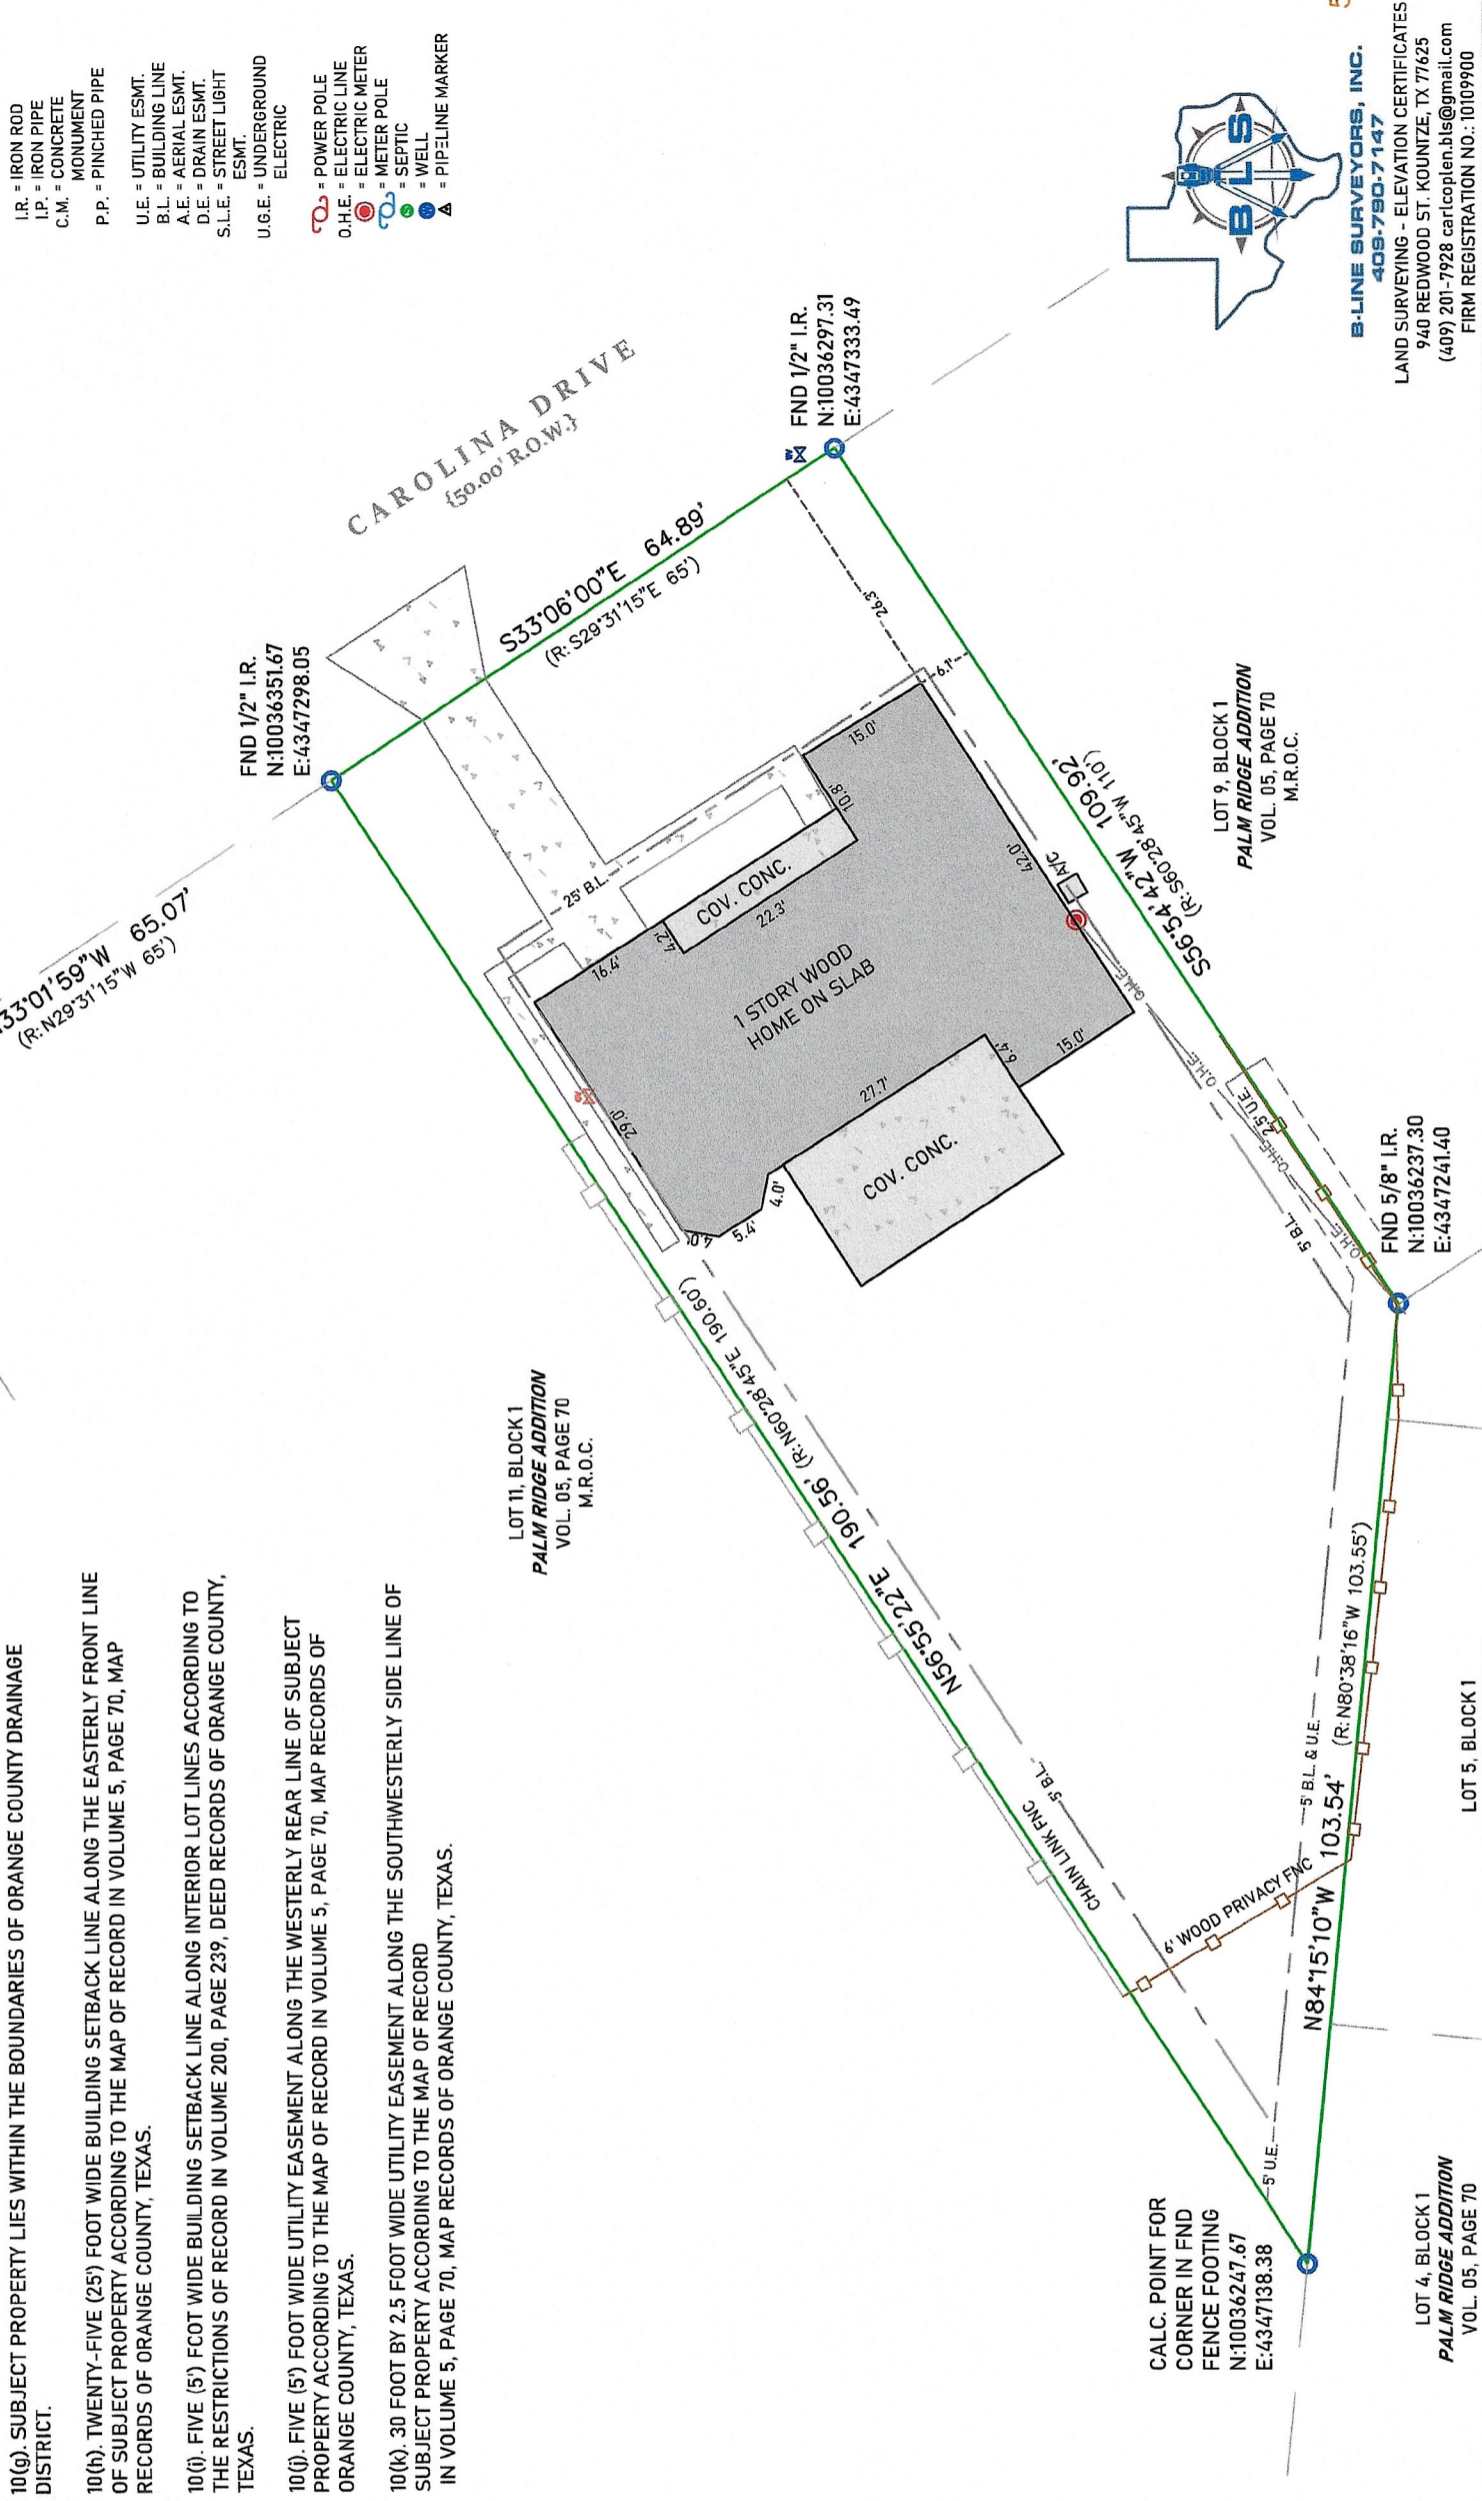 10(g). SUBJECT PROPERTY LIES WITHIN THE BOUNDARIES OF ORANGE COUNTY DRAINAGE
DISTRICT.
10(h). TWENTY-FIVE (25') FOOT WIDE BUILDING SETBACK LINE ALONG THE EASTERLY FRONT LINE
OF SUBJECT PROPERTY ACCORDING TO THE MAP OF RECORD IN VOLUME 5, PAGE 70, MAP
RECORDS OF ORANGE COUNTY, TEXAS.
10(i). FIVE (5') FOOT WIDE BUILDING SETBACK LINE ALONG INTERIOR LOT LINES ACCORDING TO
THE RESTRICTIONS OF RECORD IN VOLUME 200, PAGE 239, DEED RECORDS OF ORANGE COUNTY,
TEXAS.
10(j). FIVE (5') FOOT WIDE UTILITY EASEMENT ALONG THE WESTERLY REAR LINE OF SUBJECT
PROPERTY ACCORDING TO THE MAP OF RECORD IN VOLUME 5, PAGE 70, MAP RECORDS OF
ORANGE COUNTY, TEXAS.
10(k). 30 FOOT BY 2.5 FOOT WIDE UTILITY EASEMENT ALONG THE SOUTHWESTERLY SIDE LINE OF
SUBJECT PROPERTY ACCORDING TO THE MAP OF RECORD
IN VOLUME 5, PAGE 70, MAP RECORDS OF ORANGE COUNTY, TEXAS.
33°01'59"W 65.07'
(R: N29°31'15"W 65')
I.R. = IRON ROD
I.P. = IRON PIPE
C.M. = CONCRETE
MONUMENT
P.P. = PINCHED PIPE
U.E. = UTILITY ESMT.
B.L. = BUILDING LINE
A.E. = AERIAL ESMT.
D.E. = DRAIN ESMT.
S.L.E. = STREET LIGHT
ESMT.
U.G.E. = UNDERGROUND
ELECTRIC
= POWER POLE
O.H.E. = ELECTRIC LINE
= ELECTRIC METER
= METER POLE
= SEPTIC
= WELL
= PIPELINE MARKER
FND 1/2" I.R.
N:10036351.67
E:4347298.05
CAROLINA DRIVE
{50.00' R.O.W.}
S33°06'00"E 64.89'
(R: S29°31'15"E 65')
FND 1/2" I.R.
N:10036297.31
E:4347333.49
WV
26.3'
6.1'
25' B.L.
15.0'
10.8'
COV. CONC.
22.3'
4.2'
16.4'
1 STORY WOOD
HOME ON SLAB
42.0'
A/C
29.0'
27.7'
6.4'
15.0'
COV. CONC.
4.0'
5.4'
4.0'
O.H.E.
O.H.E.
O.H.E.
O.H.E.
2.5' U.E.
5' B.L.
S56°54'42"W 109.92'
(R: S60°28'45"W 110')
LOT 9, BLOCK 1
PALM RIDGE ADDITION
VOL. 05, PAGE 70
M.R.O.C.
LOT 11, BLOCK 1
PALM RIDGE ADDITION
VOL. 05, PAGE 70
M.R.O.C.
N56°55'22"E 190.56' (R: N60°28'45"E 190.60')
CHAIN LINK FNC
5' B.L.
FND 5/8" I.R.
N:10036237.30
E:4347241.40
6' WOOD PRIVACY FNC
5' B.L. & U.E.
N84°15'10"W 103.54' (R: N80°38'16"W 103.55')
5' U.E.
CALC. POINT FOR
CORNER IN FND
FENCE FOOTING
N:10036247.67
E:4347138.38
LOT 4, BLOCK 1
PALM RIDGE ADDITION
VOL. 05, PAGE 70
LOT 5, BLOCK 1
B L S
B-LINE SURVEYORS, INC.
409-790-7147
LAND SURVEYING - ELEVATION CERTIFICATES
940 REDWOOD ST. KOUNTZE, TX 77625
(409) 201-7928 carlcoplen.bls@gmail.com
FIRM REGISTRATION NO.: 10109900